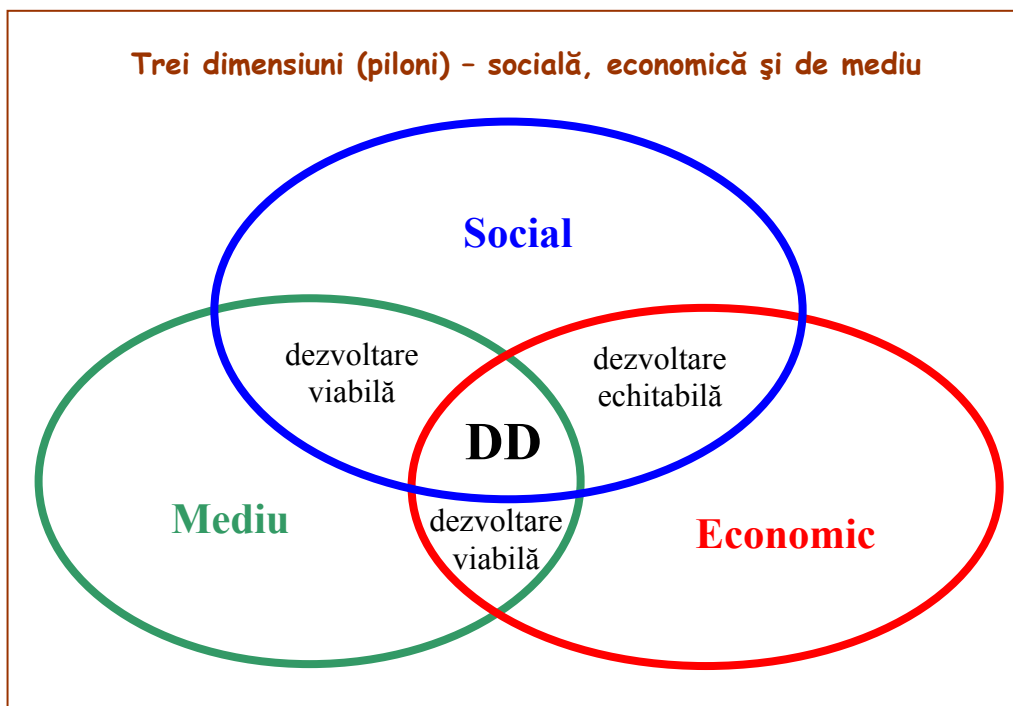 Trei dimensiuni (piloni) – socială, economică şi de mediu
Social
dezvoltare
viabilă
dezvoltare
echitabilă
DD
Mediu
dezvoltare
viabilă
Economic